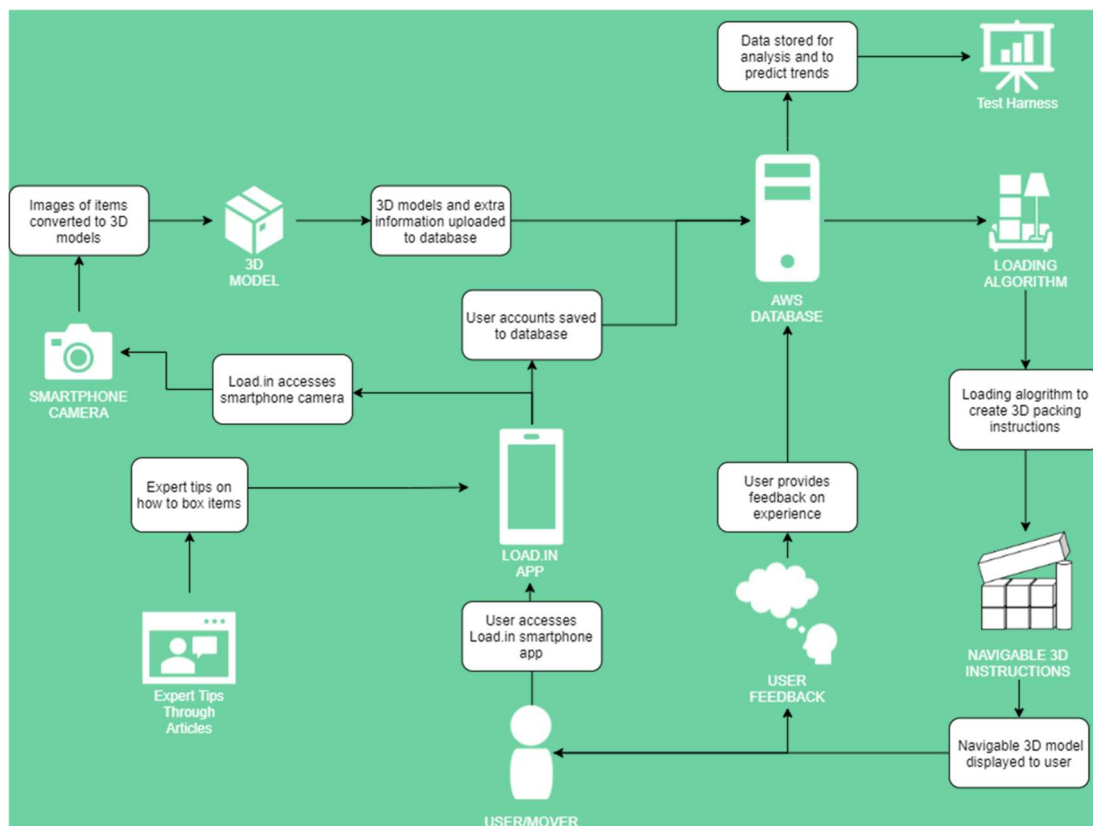 Data stored for
analysis and to
predict trends
Test Harness
Images of items
converted to 3D
models
3D
MODEL
3D models and extra
information uploaded
to database
AWS
DATABASE
LOADING
ALGORITHM
User accounts saved
to database
SMARTPHONE
CAMERA
Load.in accesses
smartphone camera
Loading alogrithm to
create 3D packing
instructions
Expert tips on
how to box items
LOAD.IN
APP
User provides
feedback on
experience
Expert Tips
Through
Articles
User accesses
Load.in smartphone
app
USER
FEEDBACK
NAVIGABLE 3D
INSTRUCTIONS
Navigable 3D model
displayed to user
USER/MOVER